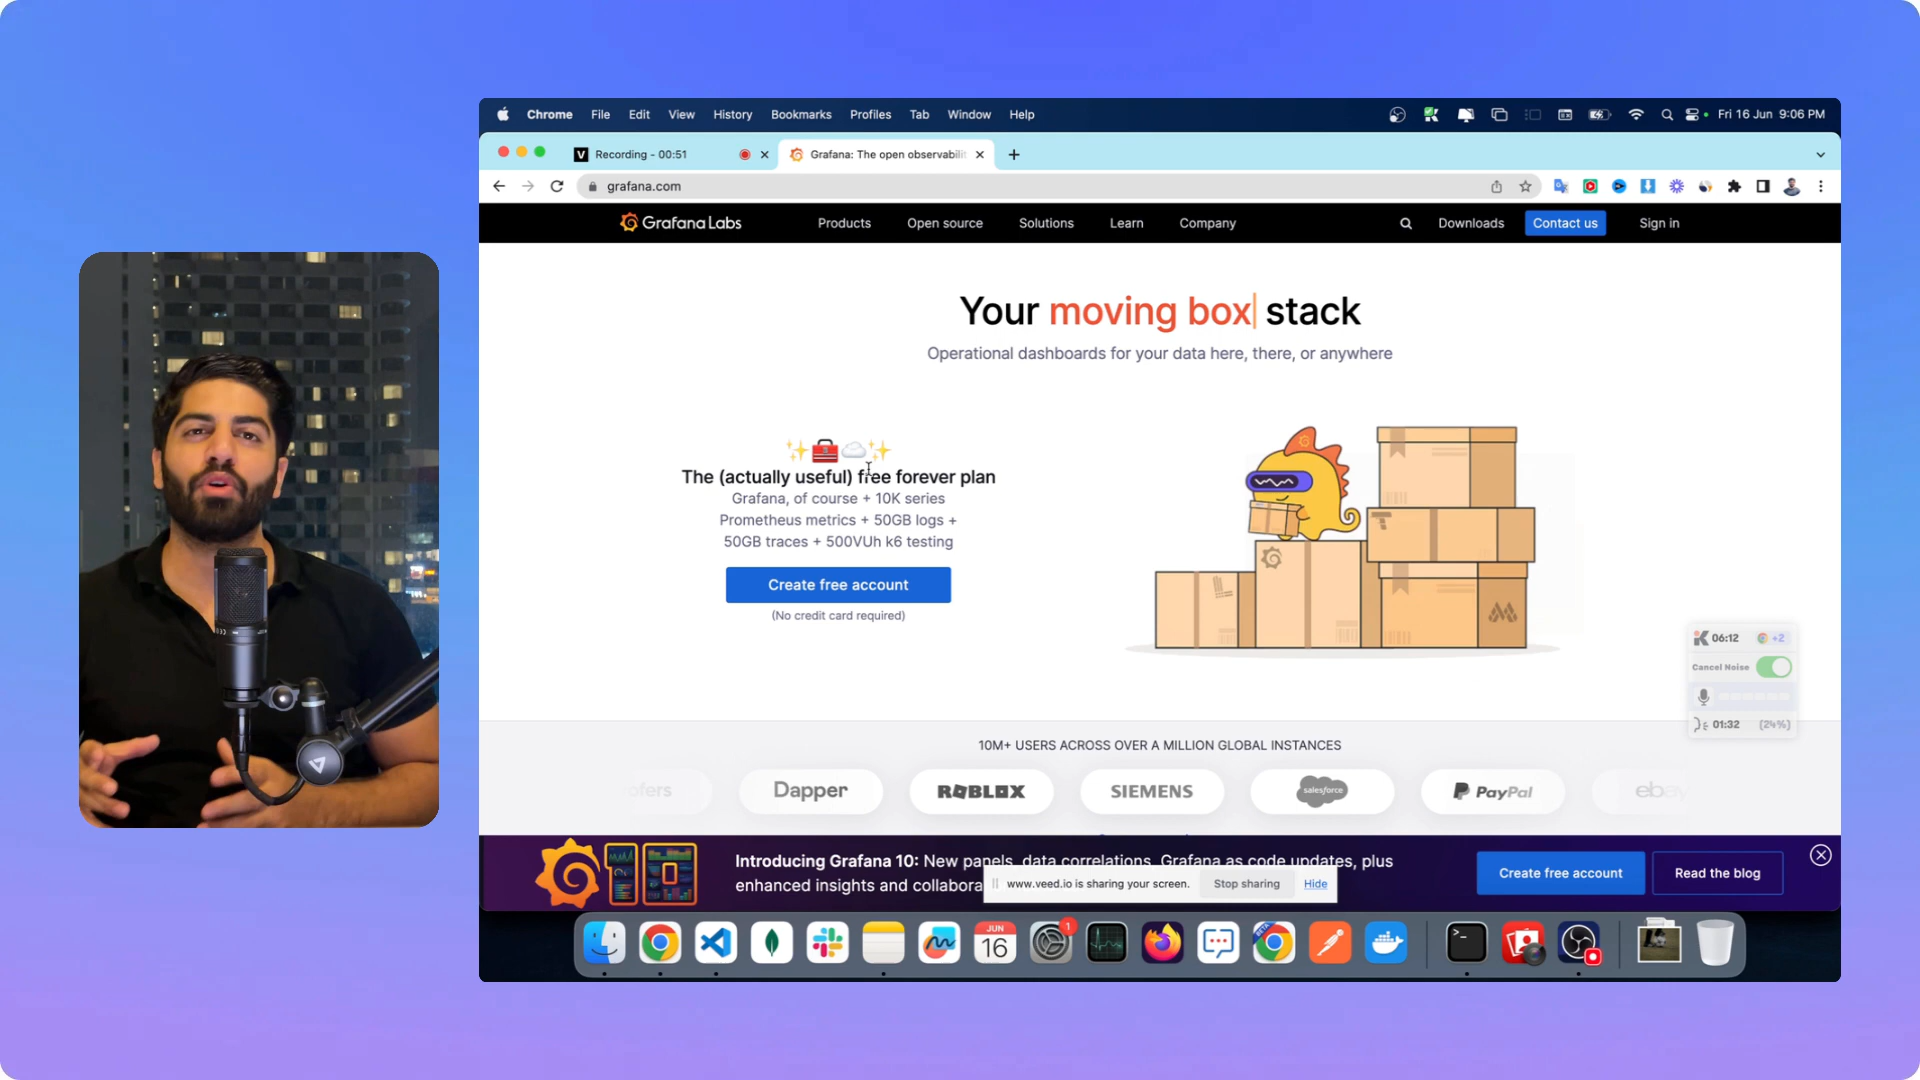 Chrome File Edit View History Bookmarks Profiles Tab Window Help
Fri 16 Jun 9:06 PM
V Recording - 00:51
Grafana: The open observabili
grafana.com
Grafana Labs
Products Open source Solutions Learn Company
Downloads Contact us Sign in
Your moving box stack
Operational dashboards for your data here, there, or anywhere
The (actually useful) free forever plan
Grafana, of course + 10K series
Prometheus metrics + 50GB logs +
50GB traces + 500VUh k6 testing
Create free account
(No credit card required)
06:12 +2
Cancel Noise
01:32 (24%)
10M+ USERS ACROSS OVER A MILLION GLOBAL INSTANCES
ofers Dapper ROBLOX SIEMENS salesforce PayPal ebay
Introducing Grafana 10: New panels, data correlations, Grafana as code updates, plus
enhanced insights and collabora
www.veed.io is sharing your screen. Stop sharing Hide
Create free account
Read the blog
JUN
16
1
BETA